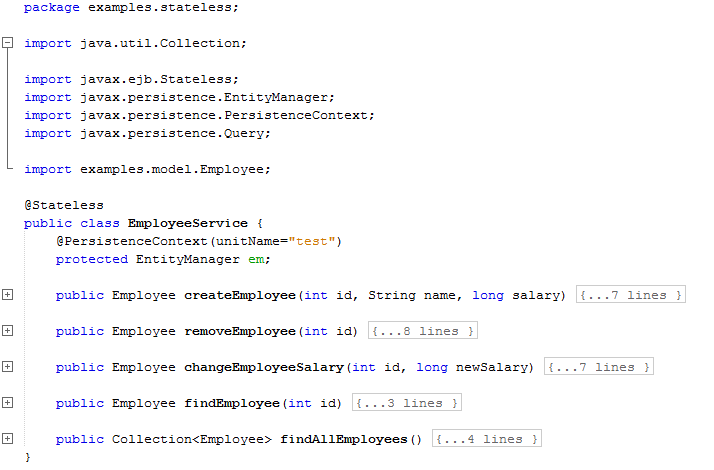 package examples.stateless;
import java.util.Collection;
import javax.ejb.Stateless;
import javax.persistence.EntityManager;
import javax.persistence.PersistenceContext;
import javax.persistence.Query;
import examples.model.Employee;
@Stateless
public class EmployeeService {
@PersistenceContext(unitName="test")
protected EntityManager em;
public Employee createEmployee(int id, String name, long salary) {...7 lines }
public Employee removeEmployee(int id) {...8 lines }
public Employee changeEmployeeSalary(int id, long newSalary) {...7 lines }
public Employee findEmployee(int id) {...3 lines }
public Collection<Employee> findAllEmployees() {...4 lines }
}